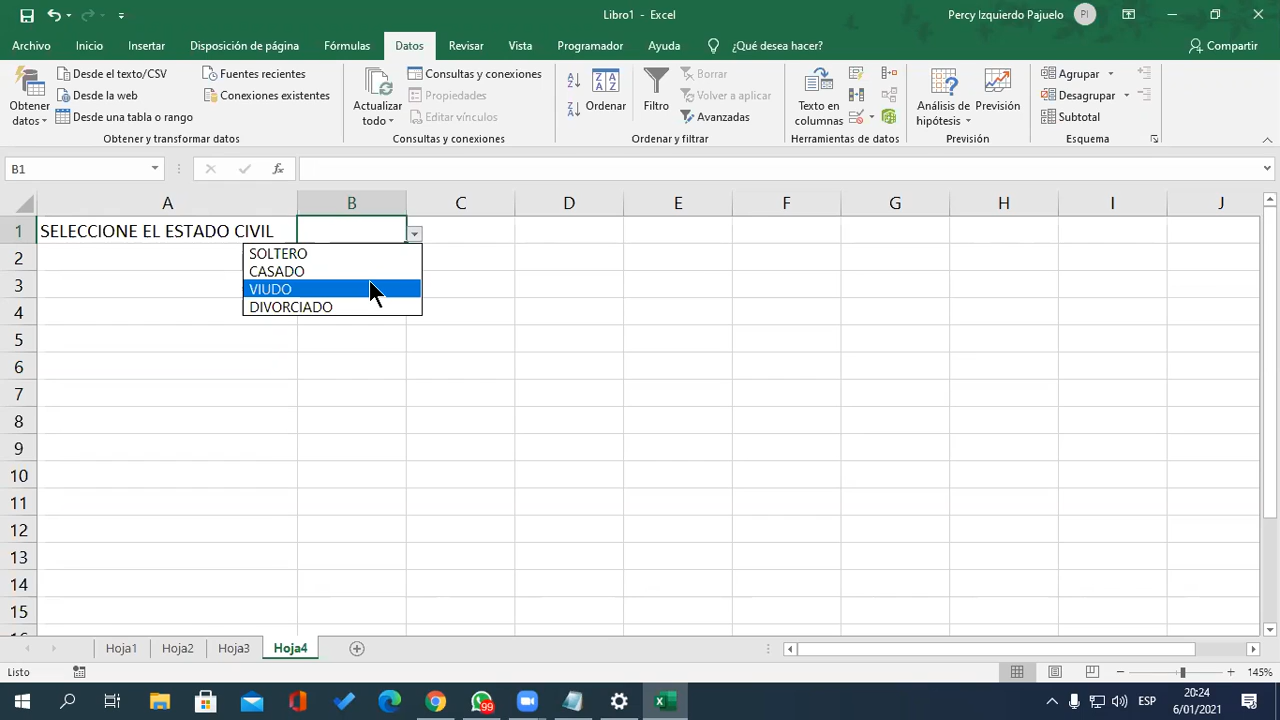 Libro1 - Excel
Percy Izquierdo Pajuelo
PI
Archivo
Inicio
Insertar
Disposición de página
Fórmulas
Datos
Revisar
Vista
Programador
Ayuda
¿Qué desea hacer?
Compartir
Obtener datos
Desde el texto/CSV
Desde la web
Desde una tabla o rango
Fuentes recientes
Conexiones existentes
Obtener y transformar datos
Actualizar todo
Consultas y conexiones
Propiedades
Editar vínculos
Consultas y conexiones
Ordenar
Filtro
Borrar
Volver a aplicar
Avanzadas
Ordenar y filtrar
Texto en columnas
Herramientas de datos
Análisis de hipótesis
Previsión
Previsión
Agrupar
Desagrupar
Subtotal
Esquema
B1
A B C D E F G H I J
1 SELECCIONE EL ESTADO CIVIL
SOLTERO
CASADO
VIUDO
DIVORCIADO
2
3
4
5
6
7
8
9
10
11
12
13
14
15
Hoja1 Hoja2 Hoja3 Hoja4
Listo
145%
99
ESP
20:24
6/01/2021